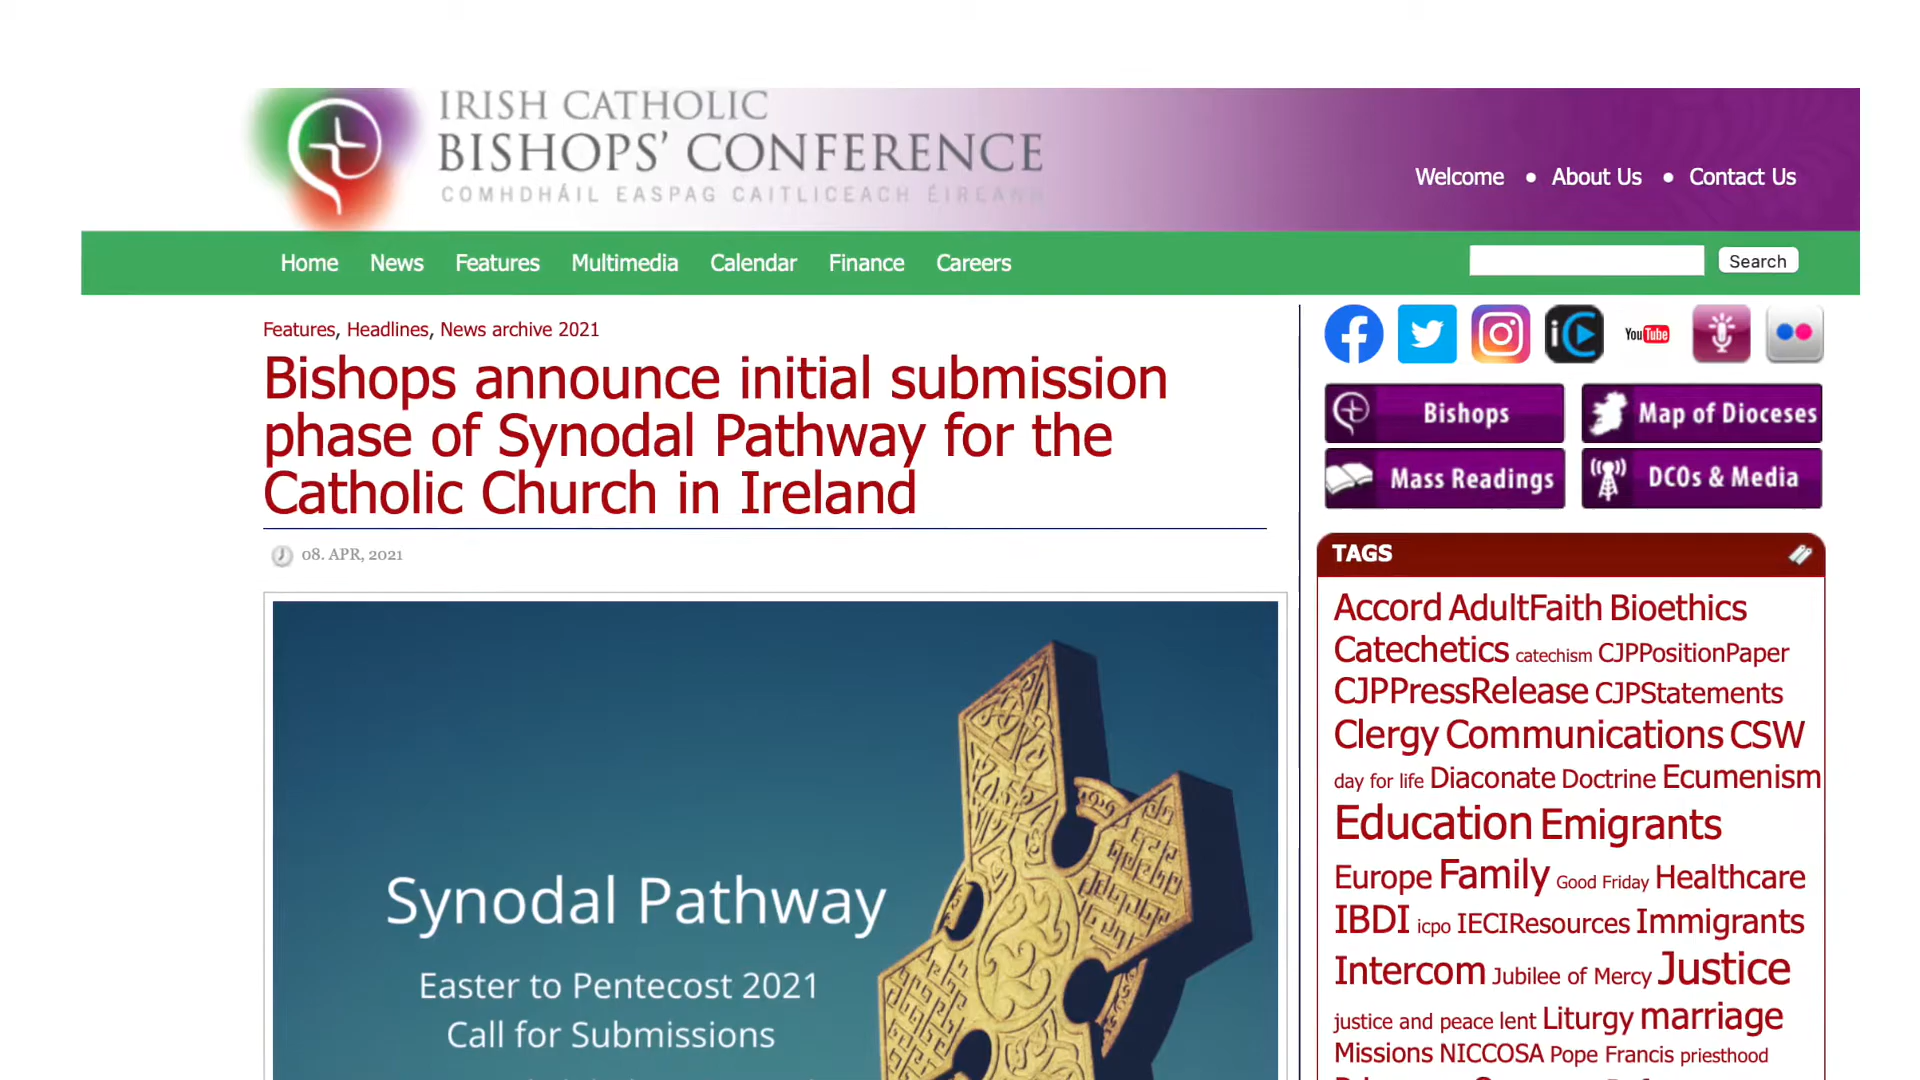 IRISH CATHOLIC
BISHOPS' CONFERENCE
COMHDHÁIL EASPAG CAITLICEACH ÉIREANN
Welcome • About Us • Contact Us
Home News Features Multimedia Calendar Finance Careers
Search
Features, Headlines, News archive 2021
Bishops announce initial submission
phase of Synodal Pathway for the
Catholic Church in Ireland
08. APR, 2021
Synodal Pathway
Easter to Pentecost 2021
Call for Submissions
iC
You Tube
Bishops
Map of Dioceses
Mass Readings
DCOs & Media
TAGS
Accord AdultFaith Bioethics
Catechetics catechism CJPPositionPaper
CJPPressRelease CJPStatements
Clergy Communications CSW
day for life Diaconate Doctrine Ecumenism
Education Emigrants
Europe Family Good Friday Healthcare
IBDI icpo IECIResources Immigrants
Intercom Jubilee of Mercy Justice
justice and peace lent Liturgy marriage
Missions NICCOSA Pope Francis priesthood